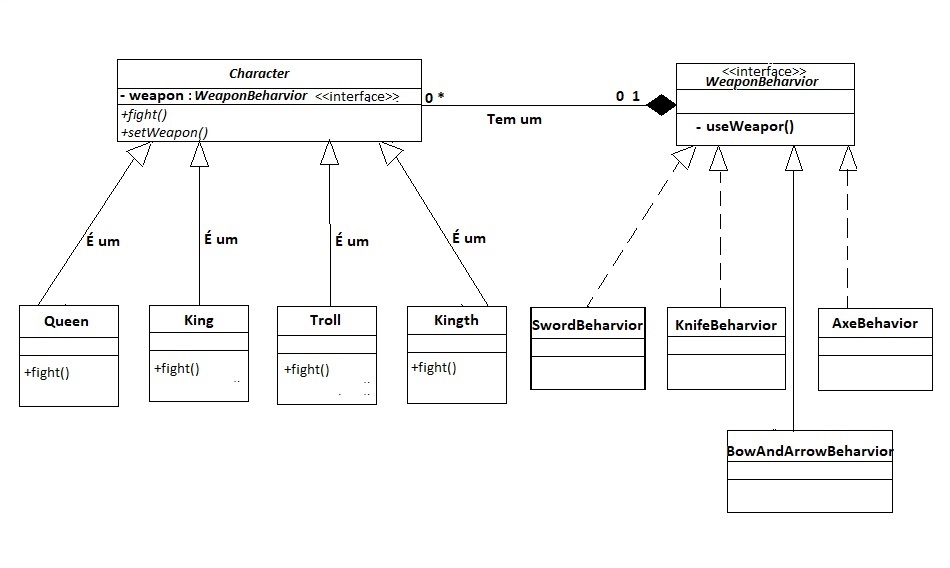 Character
- weapon : WeaponBeharvior <<interface>>
+fight()
+setWeapon()
0 *
0 1
Tem um
<<interface>>
WeaponBeharvior
- useWeapor()
É um
É um
É um
É um
Queen
+fight()
King
+fight()
Troll
+fight()
Kingth
+fight()
SwordBeharvior
KnifeBeharvior
AxeBehavior
BowAndArrowBeharvior